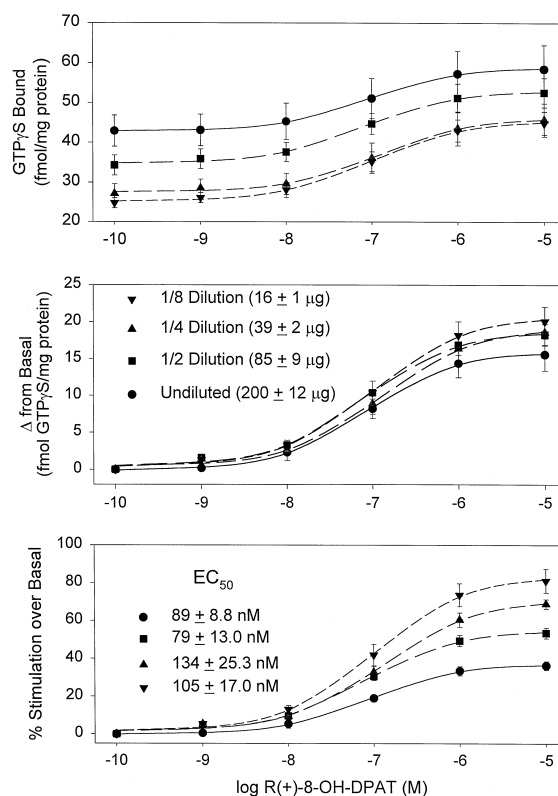 GTPγS Bound
(fmol/mg protein)
70
60
50
40
30
20
-10 -9 -8 -7 -6 -5
Δ from Basal
(fmol GTPγS/mg protein)
25
20
15
10
5
0
1/8 Dilution (16 ± 1 μg)
1/4 Dilution (39 ± 2 μg)
1/2 Dilution (85 ± 9 μg)
Undiluted (200 ± 12 μg)
-10 -9 -8 -7 -6 -5
% Stimulation over Basal
100
80
60
40
20
0
EC50
89 ± 8.8 nM
79 ± 13.0 nM
134 ± 25.3 nM
105 ± 17.0 nM
-10 -9 -8 -7 -6 -5
log R(+)-8-OH-DPAT (M)